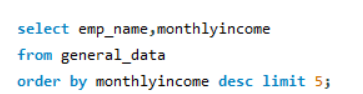 select emp_name,monthlyincome
from general_data
order by monthlyincome desc limit 5;